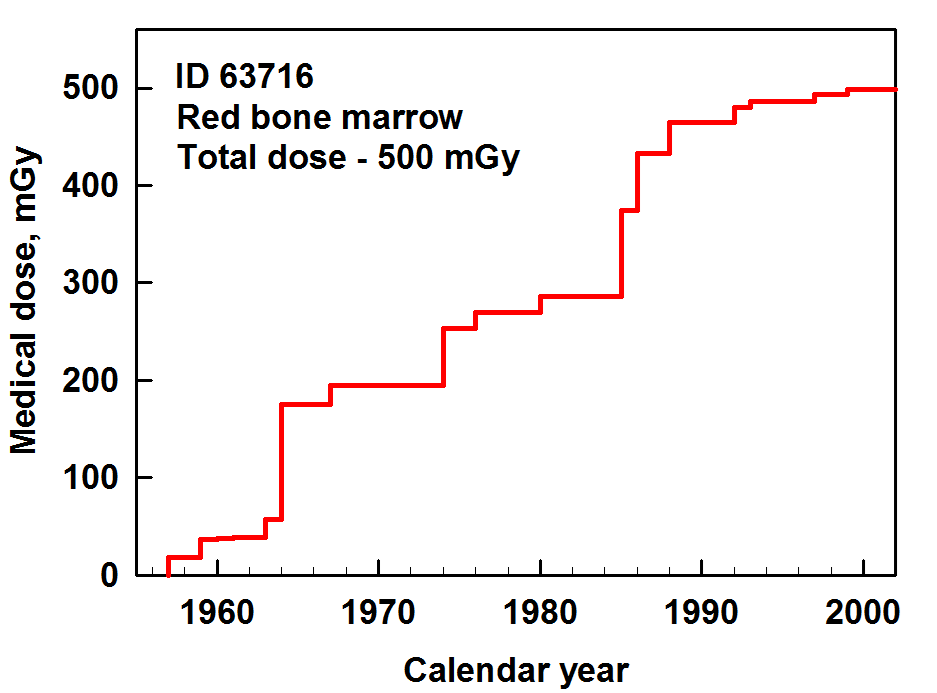 ID 63716
Red bone marrow
Total dose - 500 mGy
Medical dose, mGy
500
400
300
200
100
0
1960 1970 1980 1990 2000
Calendar year